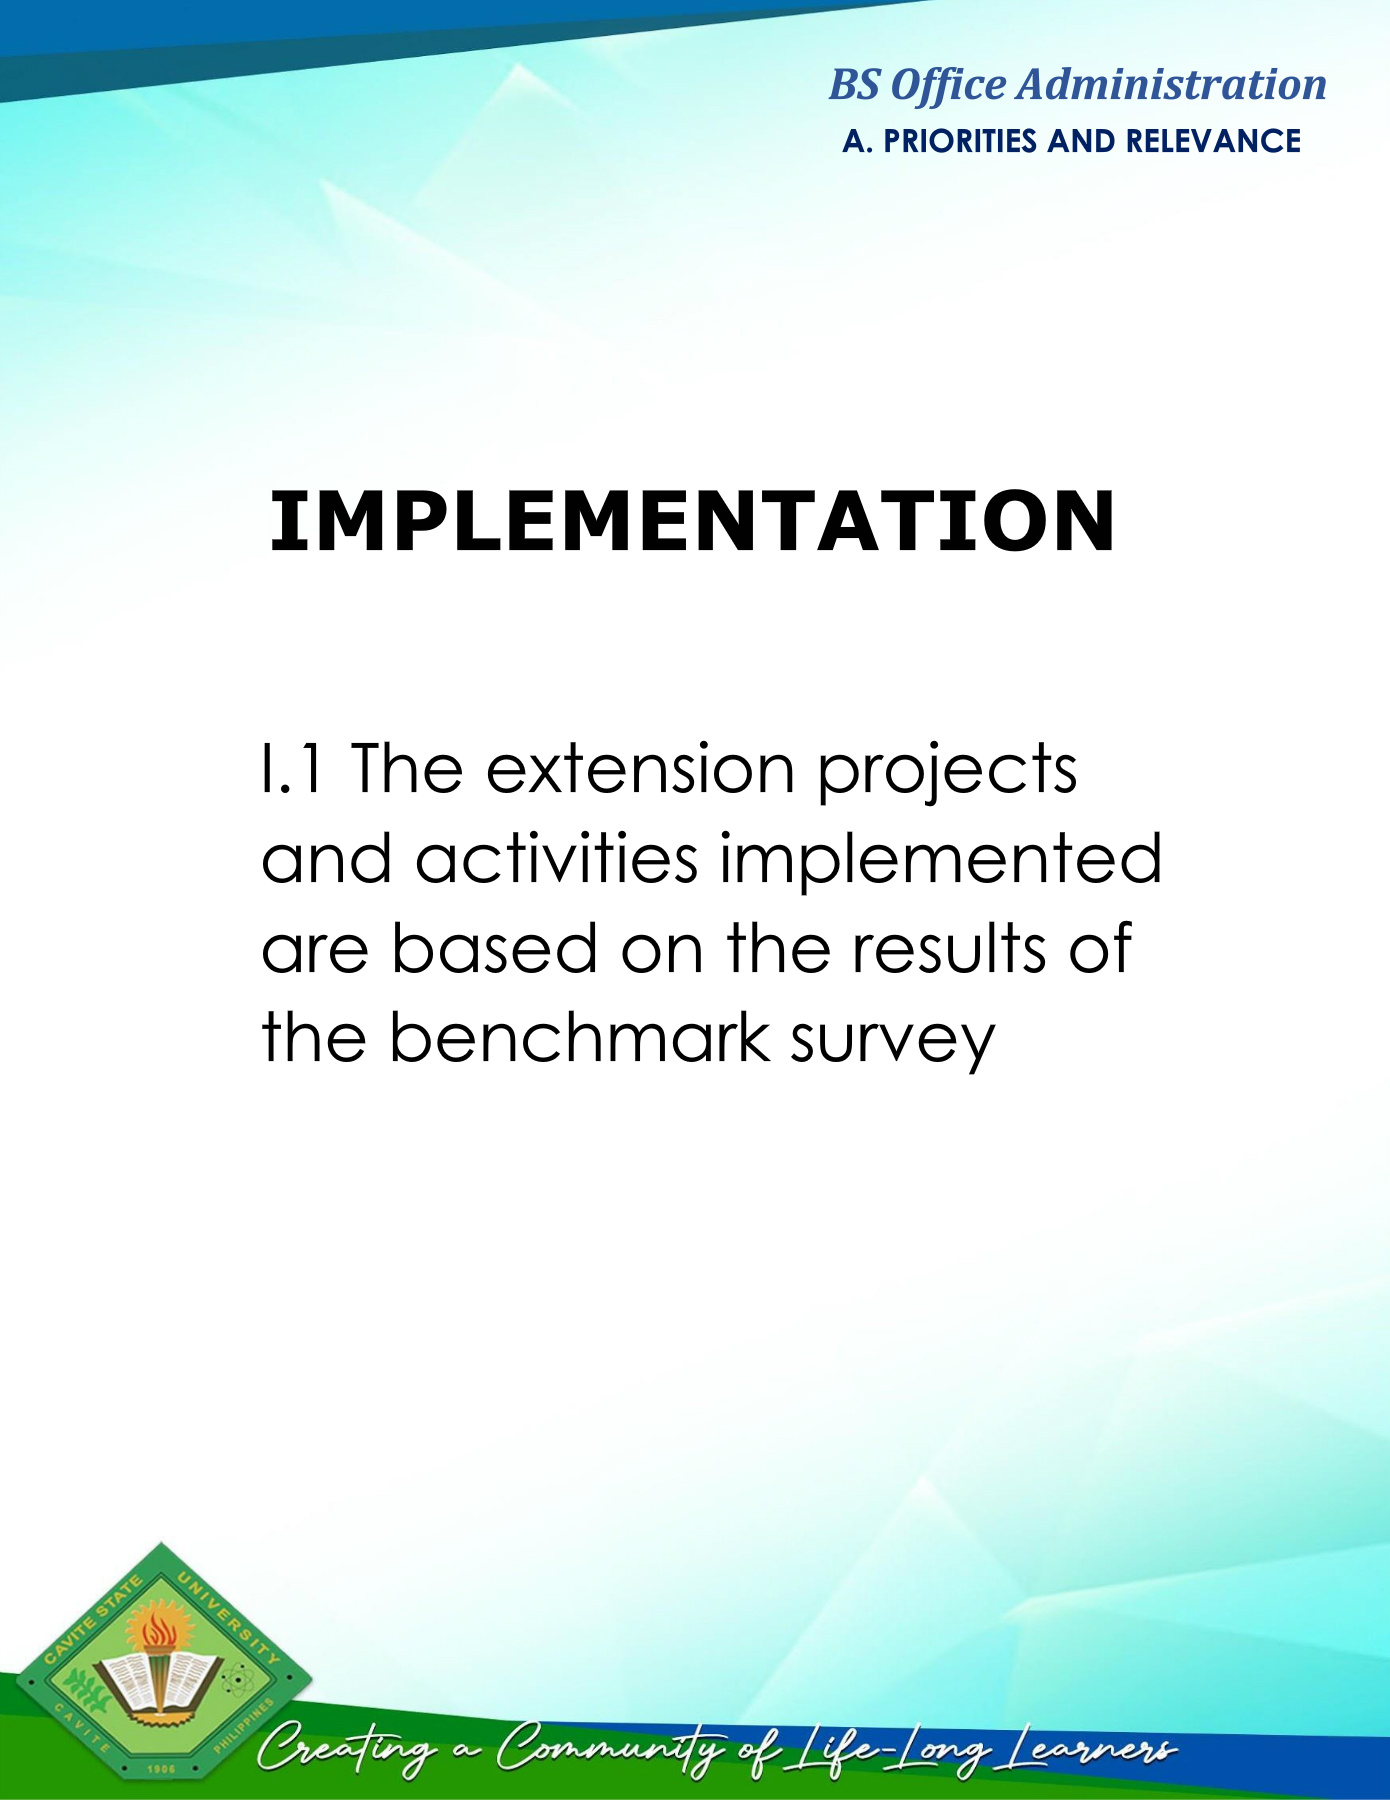 BS Office Administration
A. PRIORITIES AND RELEVANCE
IMPLEMENTATION
I.1 The extension projects
and activities implemented
are based on the results of
the benchmark survey
CAVITE STATE UNIVERSITY
CAVITE
PHILIPPINES
1906
Creating a Community of Life-Long Learners